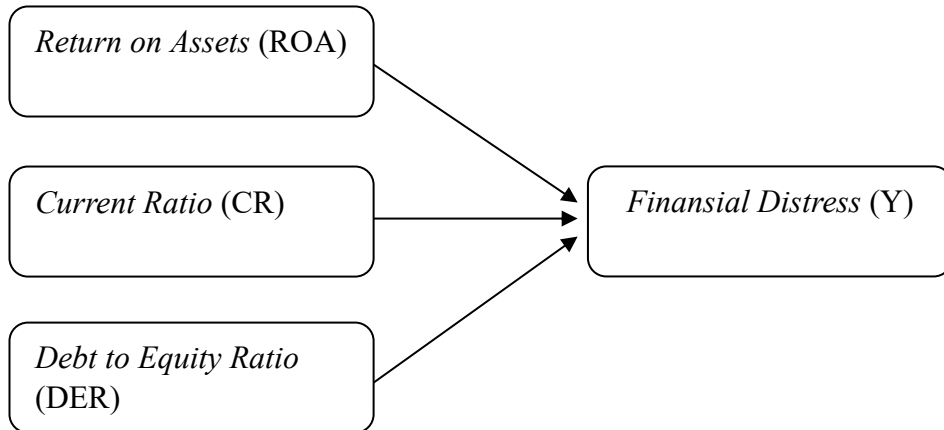 Return on Assets (ROA)
Current Ratio (CR)
Finansial Distress (Y)
Debt to Equity Ratio
(DER)